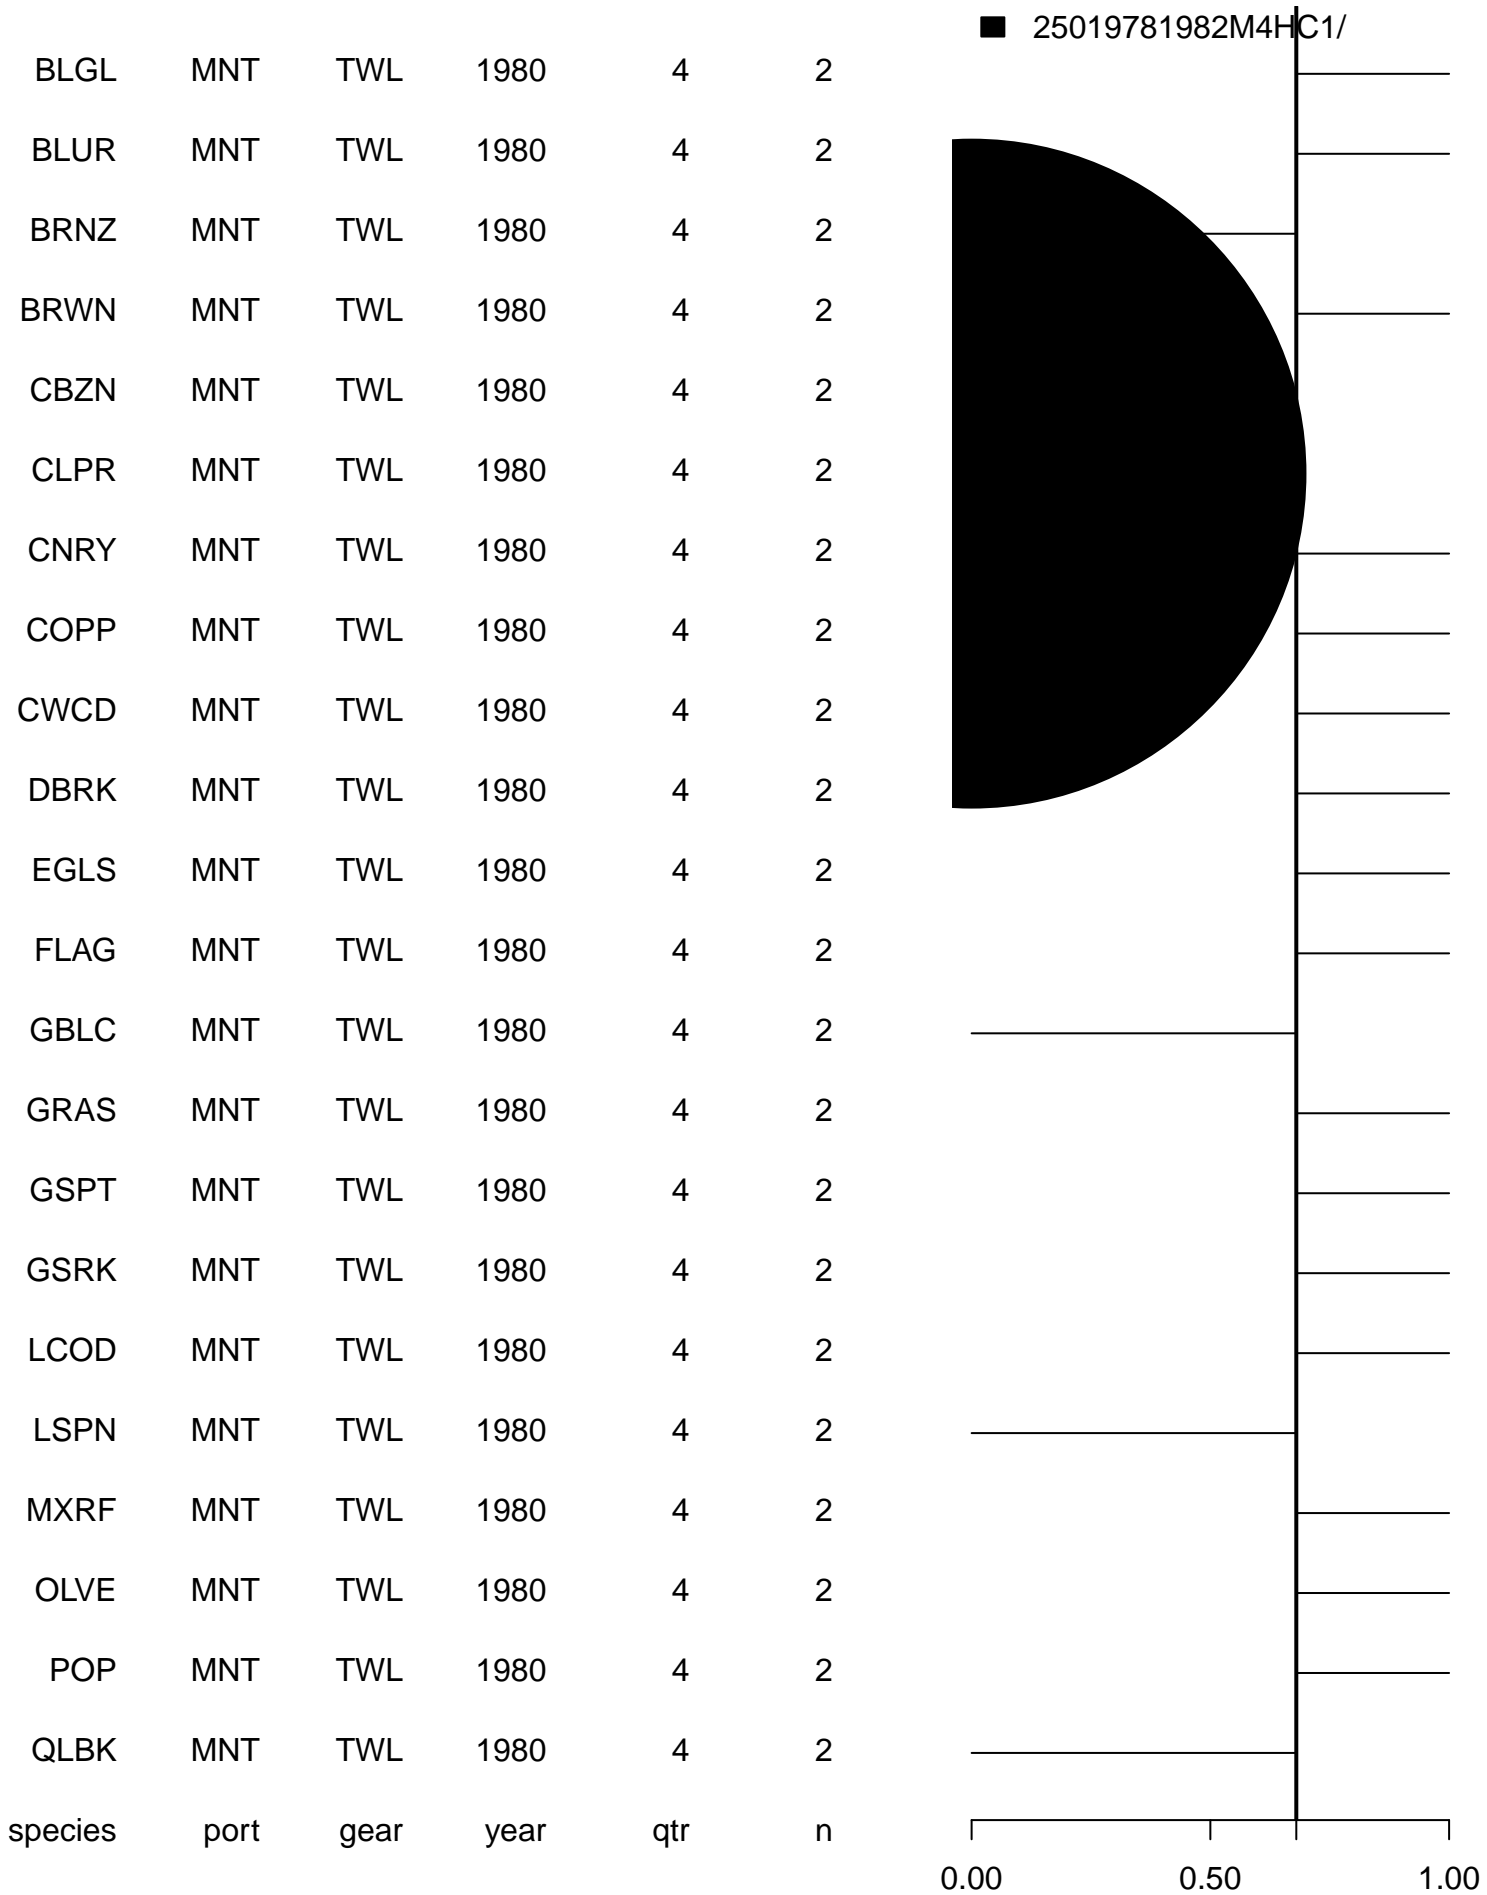 25019781982M4HC1/
BLGL MNT TWL 1980 4 2
BLUR MNT TWL 1980 4 2
BRNZ MNT TWL 1980 4 2
BRWN MNT TWL 1980 4 2
CBZN MNT TWL 1980 4 2
CLPR MNT TWL 1980 4 2
CNRY MNT TWL 1980 4 2
COPP MNT TWL 1980 4 2
CWCD MNT TWL 1980 4 2
DBRK MNT TWL 1980 4 2
EGLS MNT TWL 1980 4 2
FLAG MNT TWL 1980 4 2
GBLC MNT TWL 1980 4 2
GRAS MNT TWL 1980 4 2
GSPT MNT TWL 1980 4 2
GSRK MNT TWL 1980 4 2
LCOD MNT TWL 1980 4 2
LSPN MNT TWL 1980 4 2
MXRF MNT TWL 1980 4 2
OLVE MNT TWL 1980 4 2
POP MNT TWL 1980 4 2
QLBK MNT TWL 1980 4 2
species port gear year qtr n
0.00 0.50 1.00